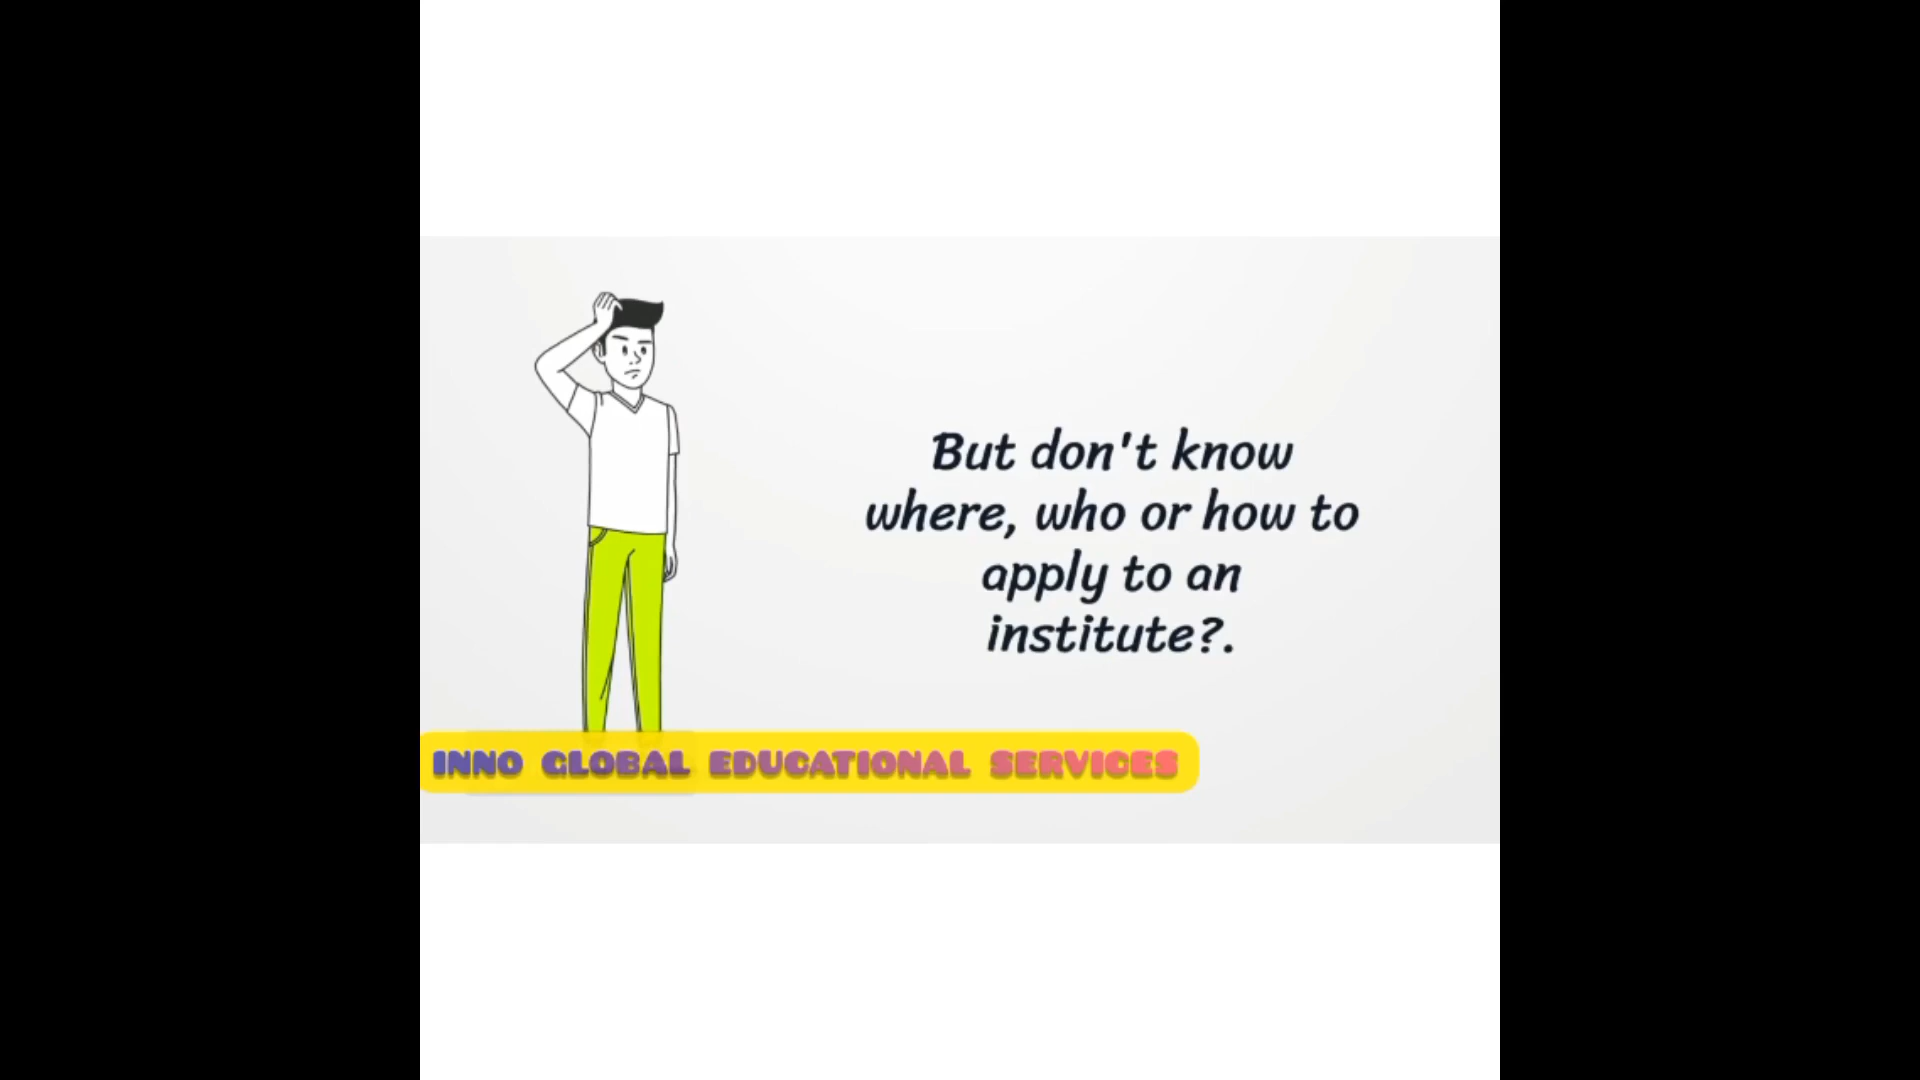 But don't know
where, who or how to
apply to an
institute?.
INNO GLOBAL EDUCATIONAL SERVICES